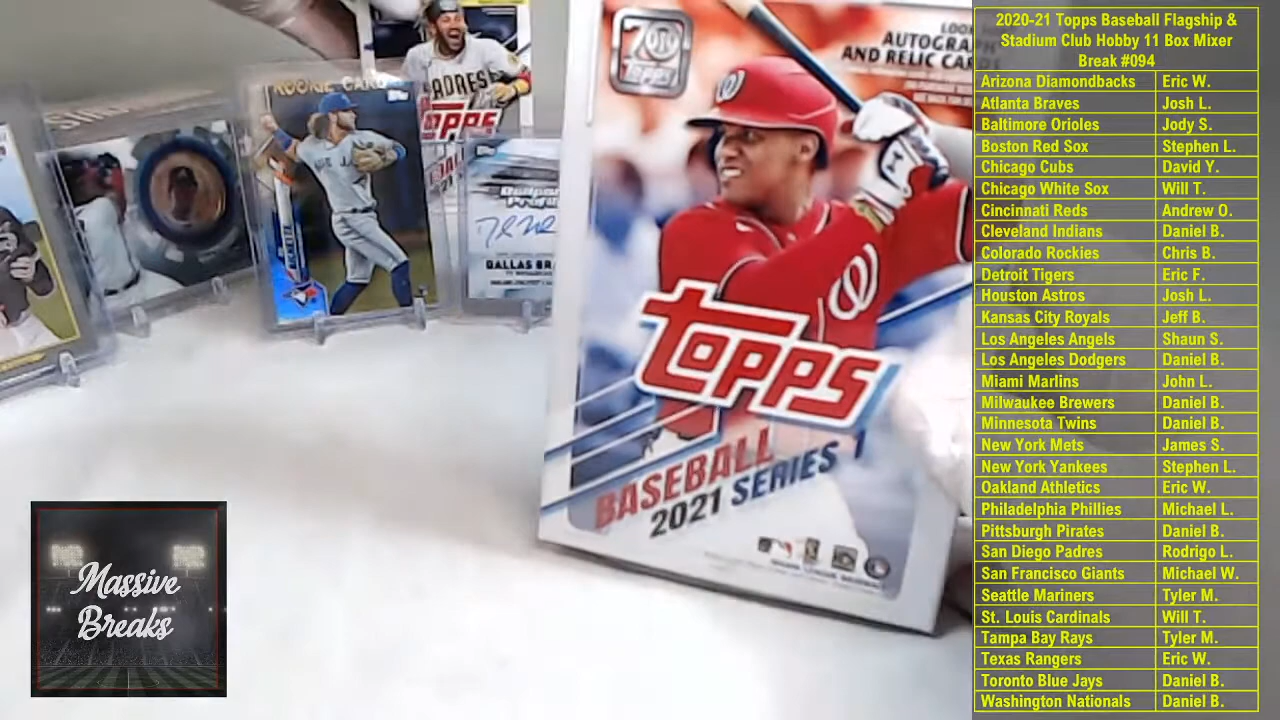 ROOKIE CARD
Topps
PADRES
TOPPS
DALLAS BR
70
Topps
AUTOGRA
AND RELIC CA
W
W
TOPPS
BASEBALL
2021 SERIES 1
Massive
Breaks
2020-21 Topps Baseball Flagship &
Stadium Club Hobby 11 Box Mixer
Break #094
Arizona Diamondbacks Eric W.
Atlanta Braves Josh L.
Baltimore Orioles Jody S.
Boston Red Sox Stephen L.
Chicago Cubs David Y.
Chicago White Sox Will T.
Cincinnati Reds Andrew O.
Cleveland Indians Daniel B.
Colorado Rockies Chris B.
Detroit Tigers Eric F.
Houston Astros Josh L.
Kansas City Royals Jeff B.
Los Angeles Angels Shaun S.
Los Angeles Dodgers Daniel B.
Miami Marlins John L.
Milwaukee Brewers Daniel B.
Minnesota Twins Daniel B.
New York Mets James S.
New York Yankees Stephen L.
Oakland Athletics Eric W.
Philadelphia Phillies Michael L.
Pittsburgh Pirates Daniel B.
San Diego Padres Rodrigo L.
San Francisco Giants Michael W.
Seattle Mariners Tyler M.
St. Louis Cardinals Will T.
Tampa Bay Rays Tyler M.
Texas Rangers Eric W.
Toronto Blue Jays Daniel B.
Washington Nationals Daniel B.